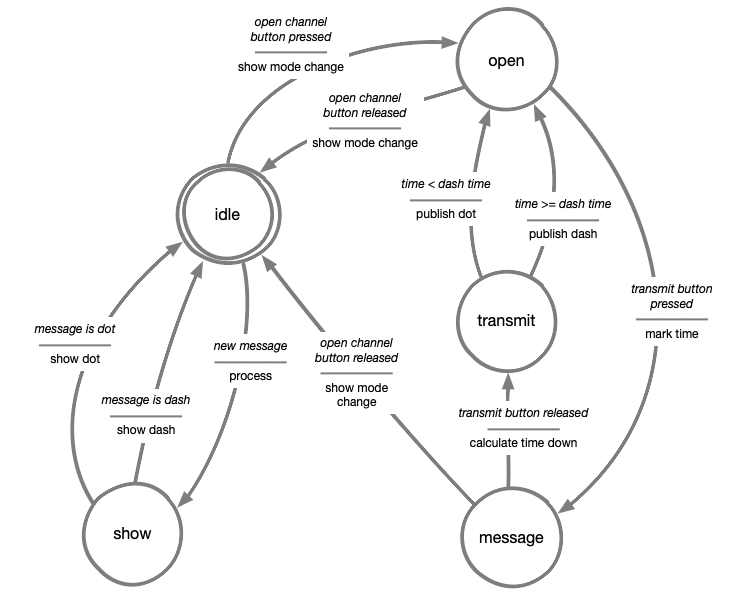 open channel
button pressed
show mode change
open
open channel
button released
show mode change
time < dash time
publish dot
time >= dash time
publish dash
idle
transmit button
pressed
mark time
transmit
message is dot
show dot
new message
process
open channel
button released
show mode
change
message is dash
show dash
transmit button released
calculate time down
show
message